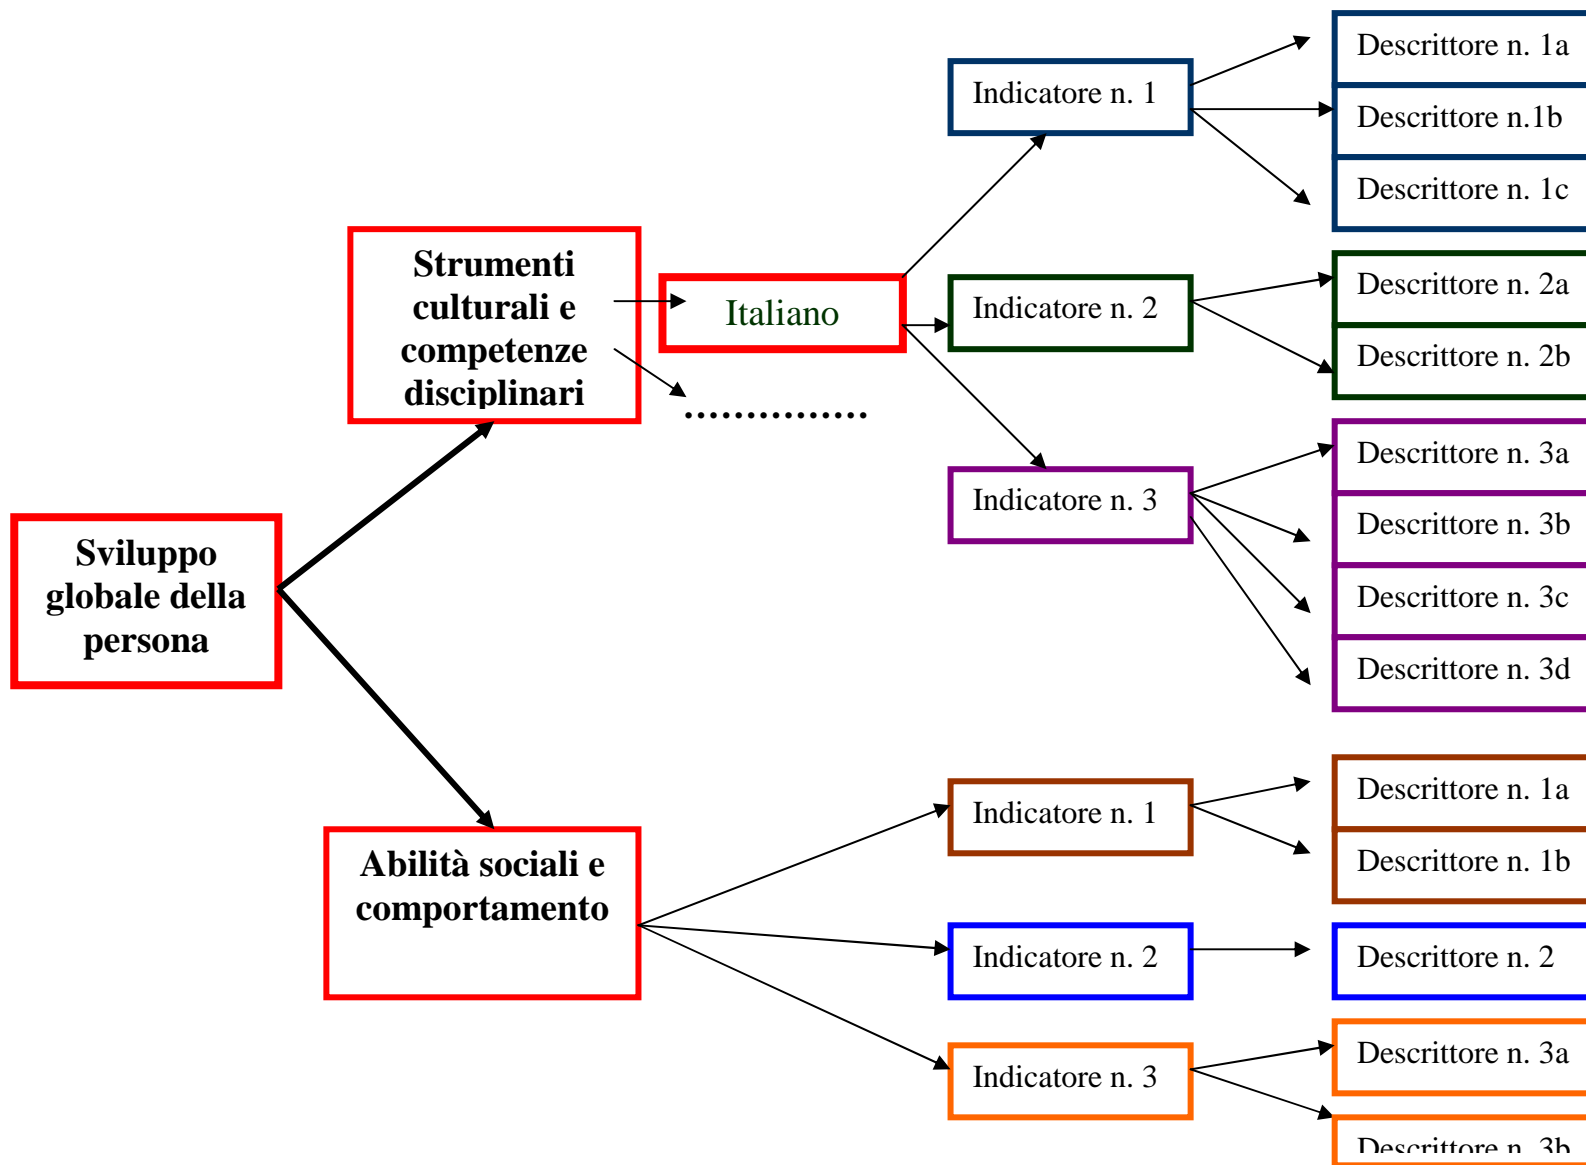 Sviluppo
globale della
persona
Strumenti
culturali e
competenze
disciplinari
Italiano
...............
Indicatore n. 1
Descrittore n. 1a
Descrittore n.1b
Descrittore n. 1c
Indicatore n. 2
Descrittore n. 2a
Descrittore n. 2b
Indicatore n. 3
Descrittore n. 3a
Descrittore n. 3b
Descrittore n. 3c
Descrittore n. 3d
Abilità sociali e
comportamento
Indicatore n. 1
Descrittore n. 1a
Descrittore n. 1b
Indicatore n. 2
Descrittore n. 2
Indicatore n. 3
Descrittore n. 3a
Descrittore n. 3b